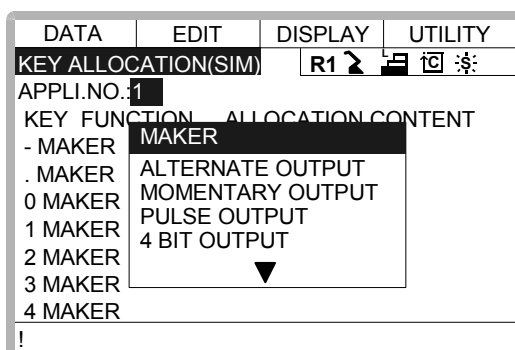 DATA EDIT DISPLAY UTILITY
KEY ALLOCATION(SIM) R1 C S
APPLI.NO.:1
KEY FUNCTION ALLOCATION CONTENT
- MAKER MAKER
. MAKER ALTERNATE OUTPUT
0 MAKER MOMENTARY OUTPUT
1 MAKER PULSE OUTPUT
2 MAKER 4 BIT OUTPUT
3 MAKER
4 MAKER
!